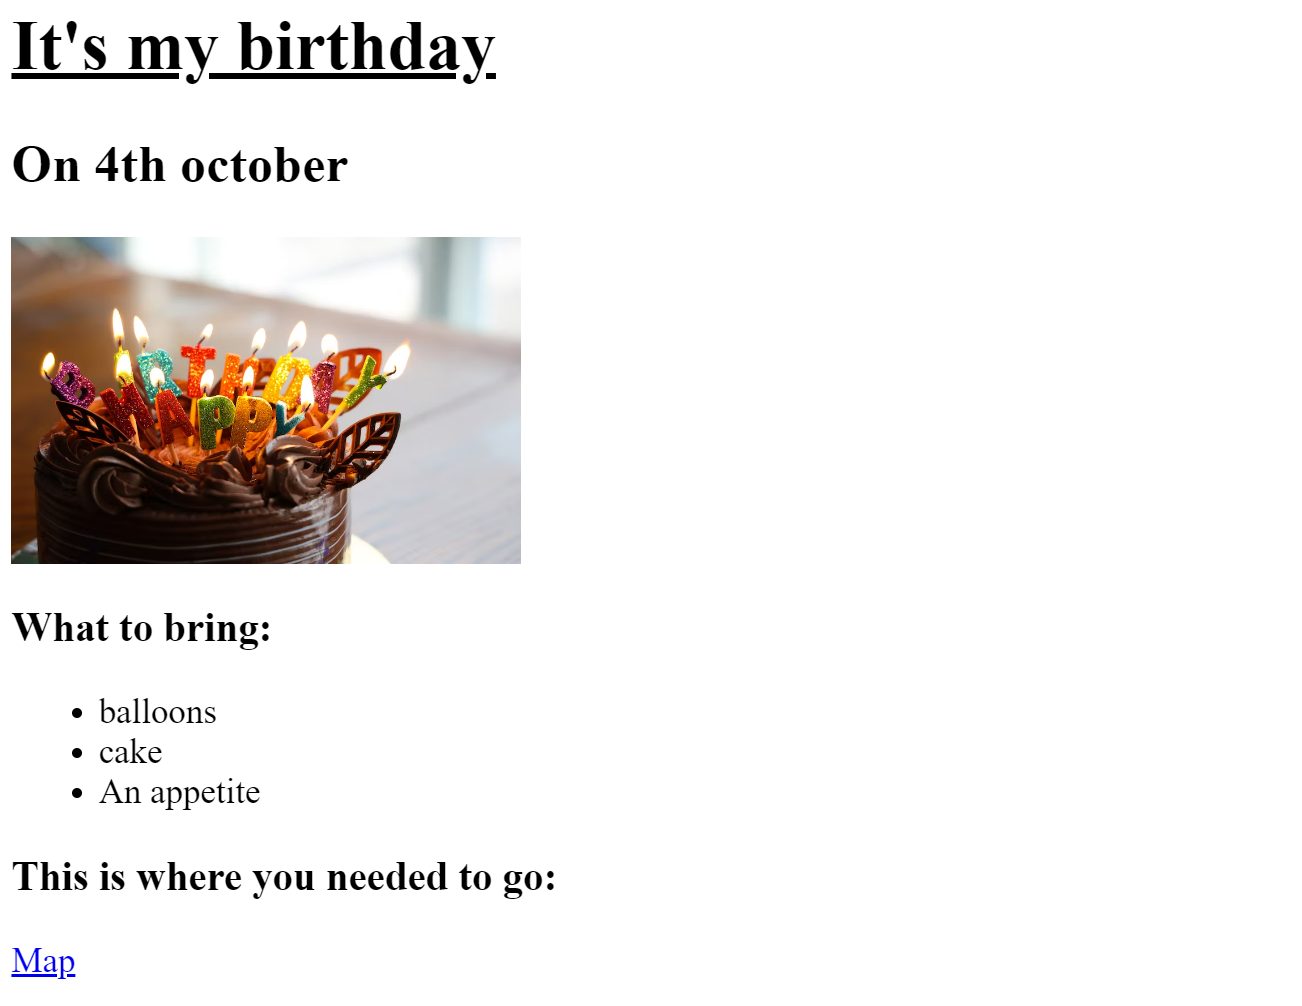 It's my birthday
On 4th october
BIRTHDAY
HAPPY
What to bring:
balloons
cake
An appetite
This is where you needed to go:
Map